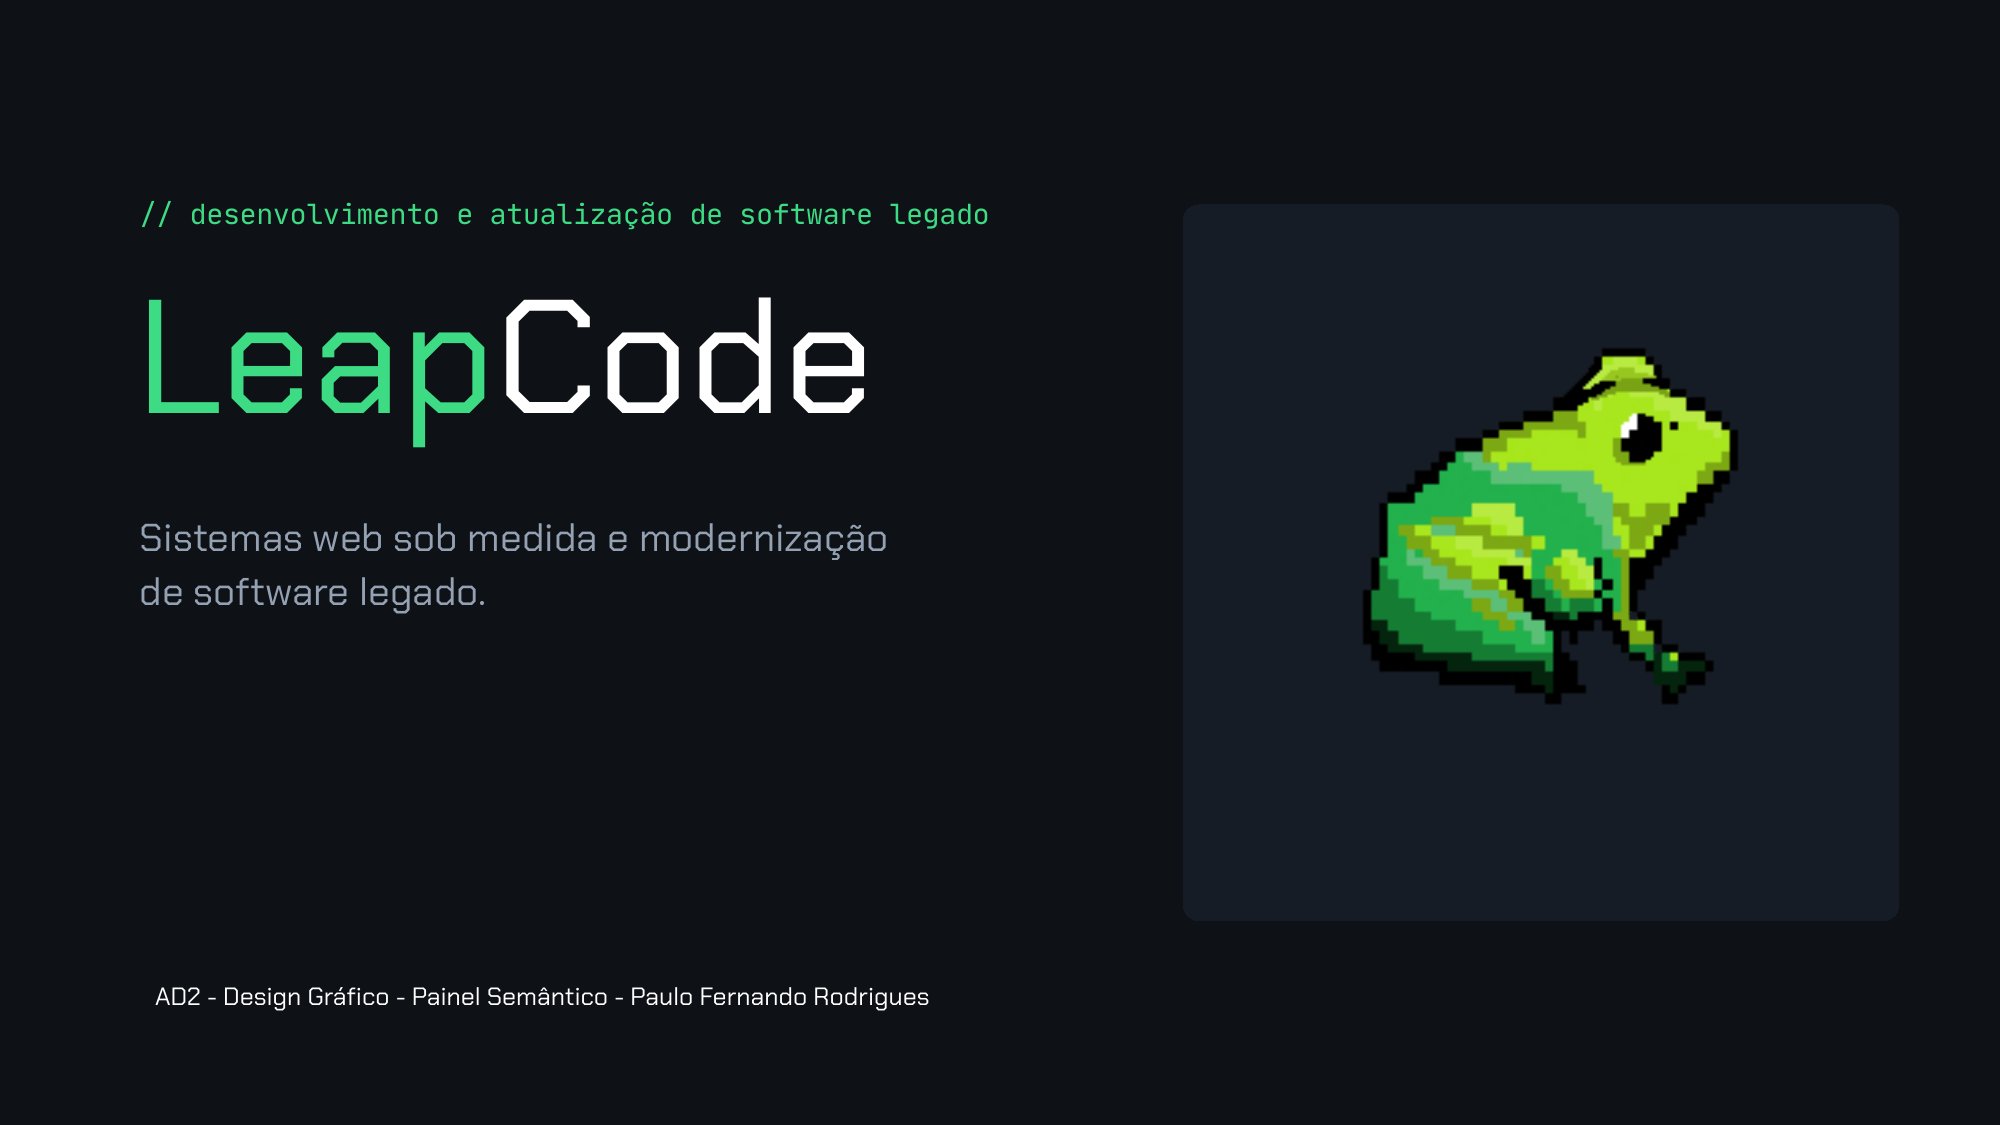 // desenvolvimento e atualização de software legado
LeapCode
Sistemas web sob medida e modernização
de software legado.
AD2 - Design Gráfico - Painel Semântico - Paulo Fernando Rodrigues